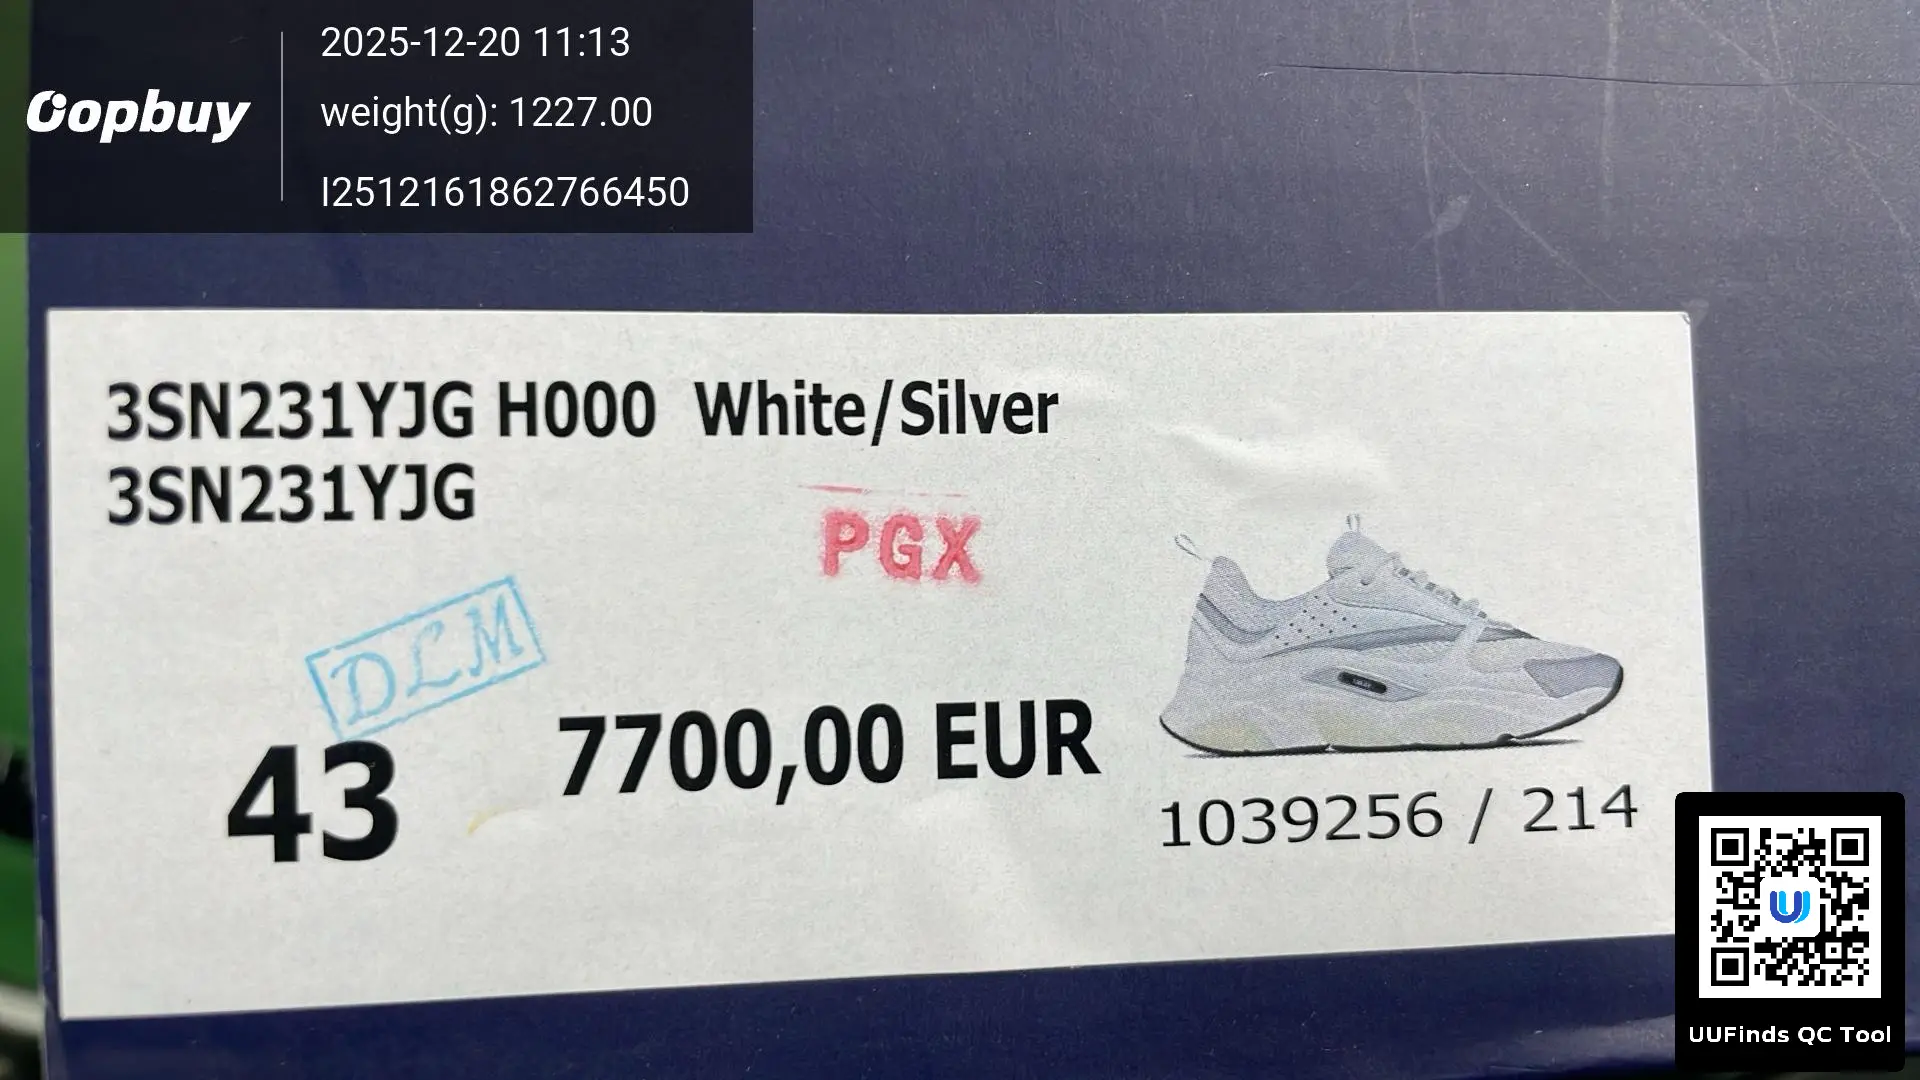 Oopbuy
2025-12-20 11:13
weight(g): 1227.00
I2512161862766450
3SN231YJG H000 White/Silver
3SN231YJG
PGX
DLM
43
7700,00 EUR
1039256 / 214
UUFinds QC Tool